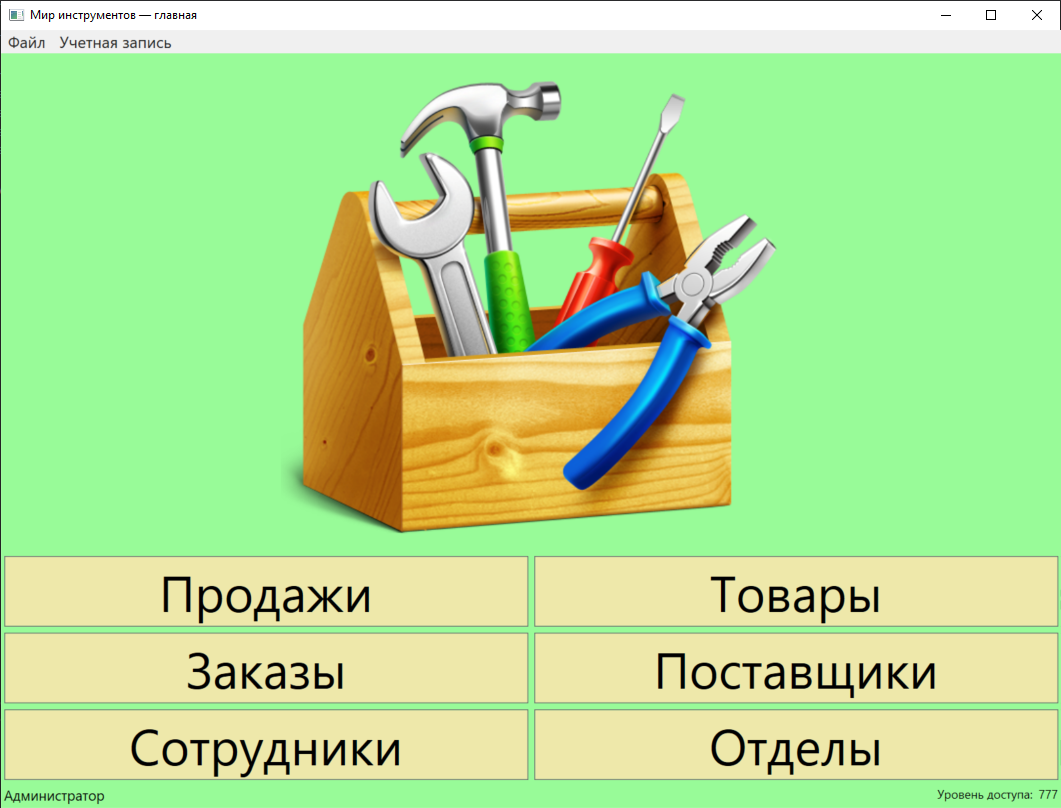 Мир инструментов — главная
Файл Учетная запись
Продажи Товары
Заказы Поставщики
Сотрудники Отделы
Администратор Уровень доступа: 777